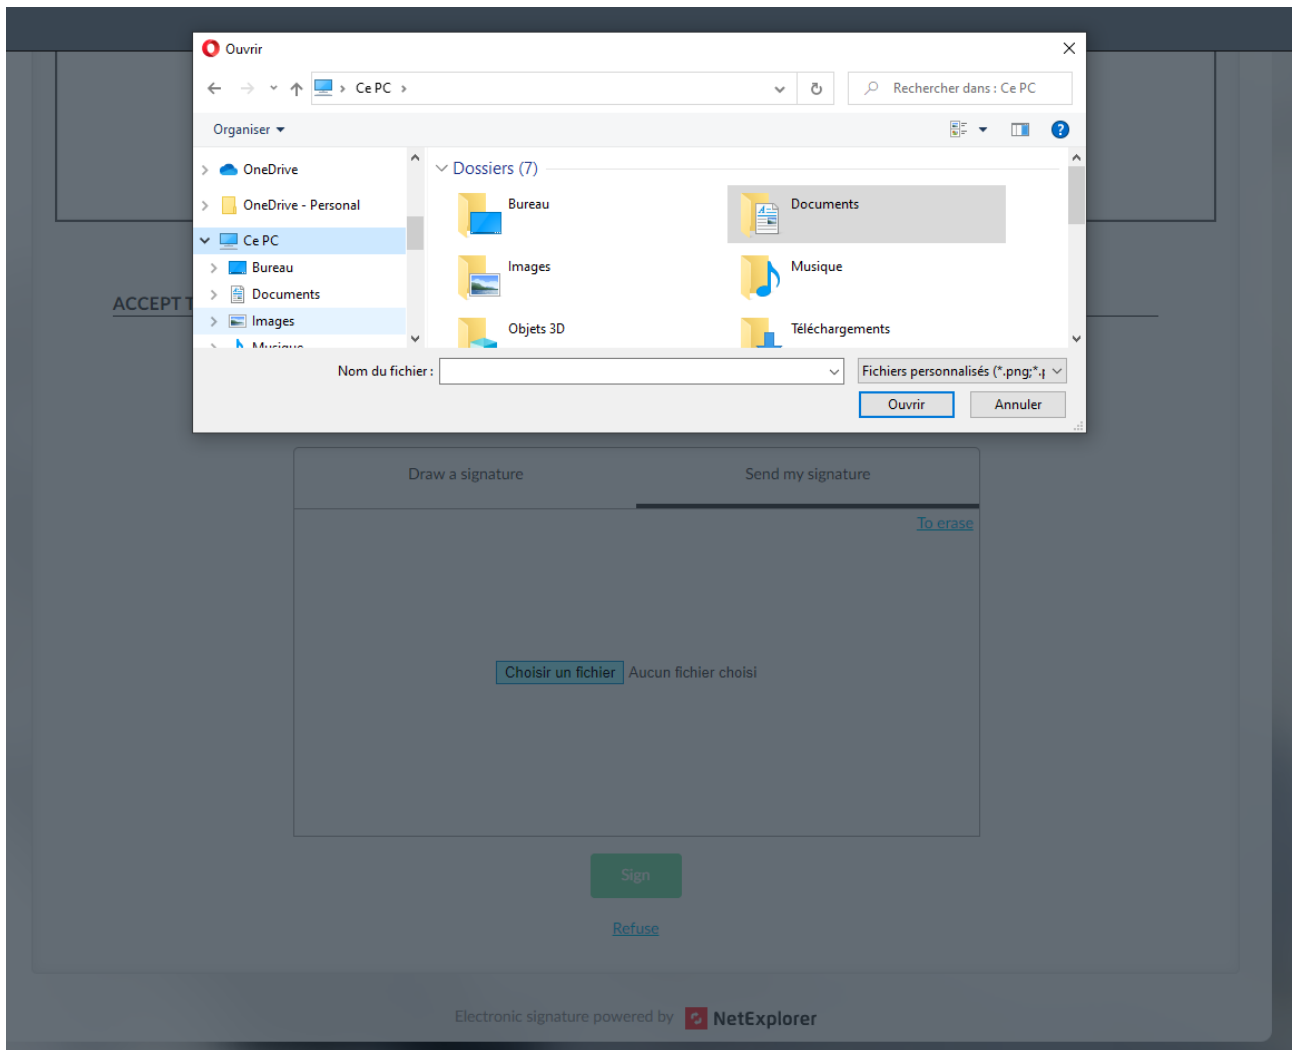 Ouvrir
Ce PC
Rechercher dans : Ce PC
Organiser
?
OneDrive
OneDrive - Personal
Ce PC
Bureau
Documents
Images
Musique
Dossiers (7)
Bureau
Documents
Images
Musique
Objets 3D
Téléchargements
Nom du fichier :
Fichiers personnalisés (*.png;*.
Ouvrir
Annuler
ACCEPT
Draw a signature
Send my signature
To erase
Choisir un fichier
Aucun fichier choisi
Sign
Refuse
Electronic signature powered by NetExplorer